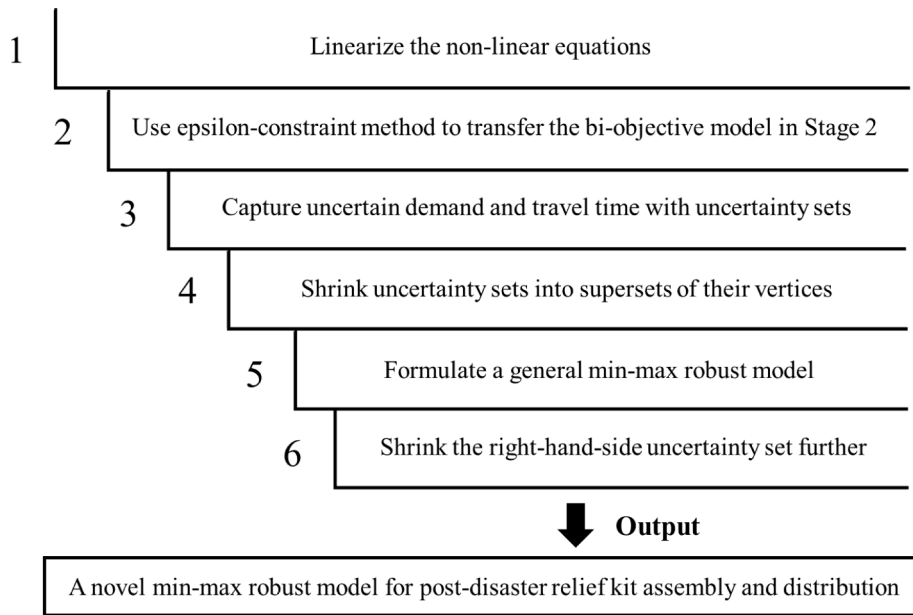 1
Linearize the non-linear equations
2
Use epsilon-constraint method to transfer the bi-objective model in Stage 2
3
Capture uncertain demand and travel time with uncertainty sets
4
Shrink uncertainty sets into supersets of their vertices
5
Formulate a general min-max robust model
6
Shrink the right-hand-side uncertainty set further
Output
A novel min-max robust model for post-disaster relief kit assembly and distribution